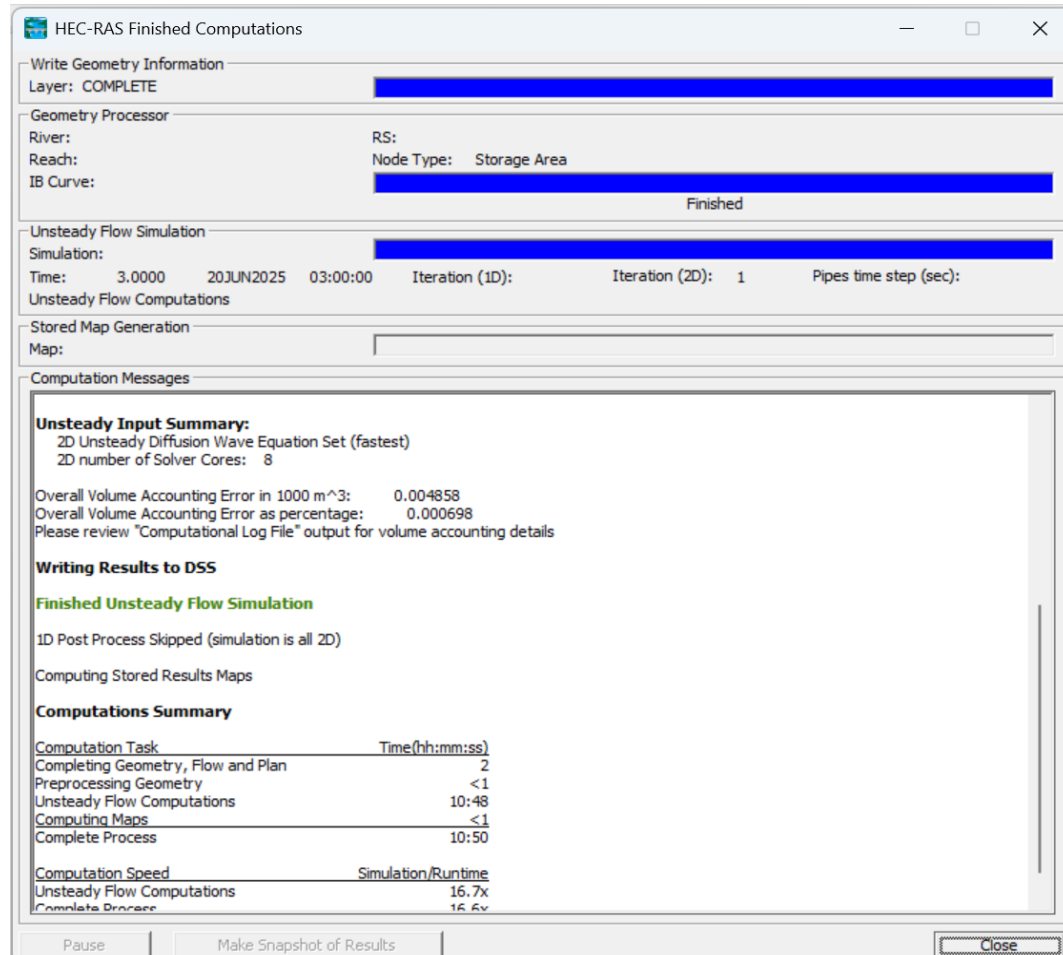 HEC-RAS Finished Computations
Write Geometry Information
Layer: COMPLETE
Geometry Processor
River: RS:
Reach: Node Type: Storage Area
IB Curve:
Finished
Unsteady Flow Simulation
Simulation:
Time: 3.0000 20JUN2025 03:00:00 Iteration (1D): Iteration (2D): 1 Pipes time step (sec):
Unsteady Flow Computations
Stored Map Generation
Map:
Computation Messages
Unsteady Input Summary:
2D Unsteady Diffusion Wave Equation Set (fastest)
2D number of Solver Cores: 8
Overall Volume Accounting Error in 1000 m^3: 0.004858
Overall Volume Accounting Error as percentage: 0.000698
Please review "Computational Log File" output for volume accounting details
Writing Results to DSS
Finished Unsteady Flow Simulation
1D Post Process Skipped (simulation is all 2D)
Computing Stored Results Maps
Computations Summary
Computation Task Time(hh:mm:ss)
Completing Geometry, Flow and Plan 2
Preprocessing Geometry <1
Unsteady Flow Computations 10:48
Computing Maps <1
Complete Process 10:50
Computation Speed Simulation/Runtime
Unsteady Flow Computations 16.7x
Complete Process 16.6x
Pause Make Snapshot of Results Close